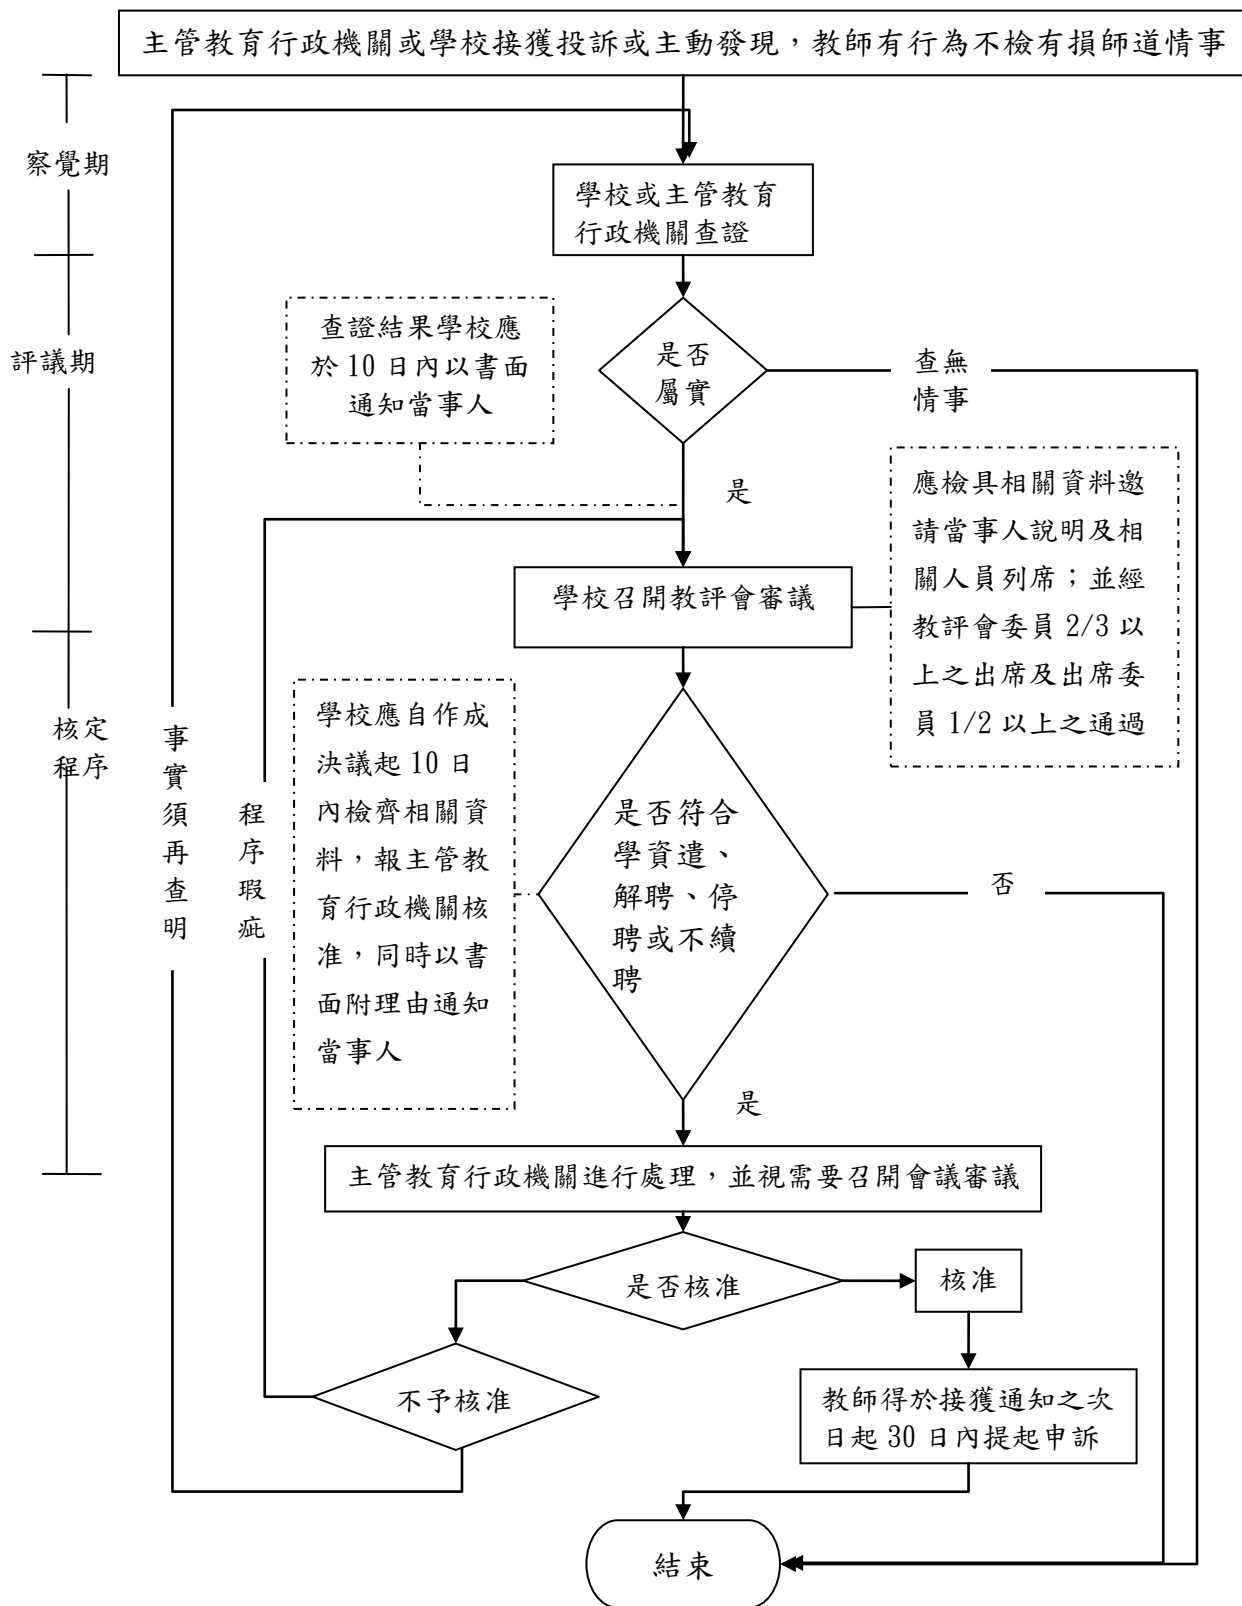 主管教育行政機關或學校接獲投訴或主動發現，教師有行為不檢有損師道情事
察覺期
學校或主管教育
行政機關查證
評議期
查證結果學校應
於10日內以書面
通知當事人
是否
屬實
查無
情事
是
應檢具相關資料邀
請當事人說明及相
關人員列席；並經
教評會委員2/3以
上之出席及出席委
員1/2以上之通過
學校召開教評會審議
核定
程序
事實須再查明
程序瑕疵
學校應自作成
決議起10日
內檢齊相關資
料，報主管教
育行政機關核
准，同時以書
面附理由通知
當事人
是否符合
學資遣、
解聘、停
聘或不續
聘
否
是
主管教育行政機關進行處理，並視需要召開會議審議
是否核准
核准
不予核准
教師得於接獲通知之次
日起30日內提起申訴
結束